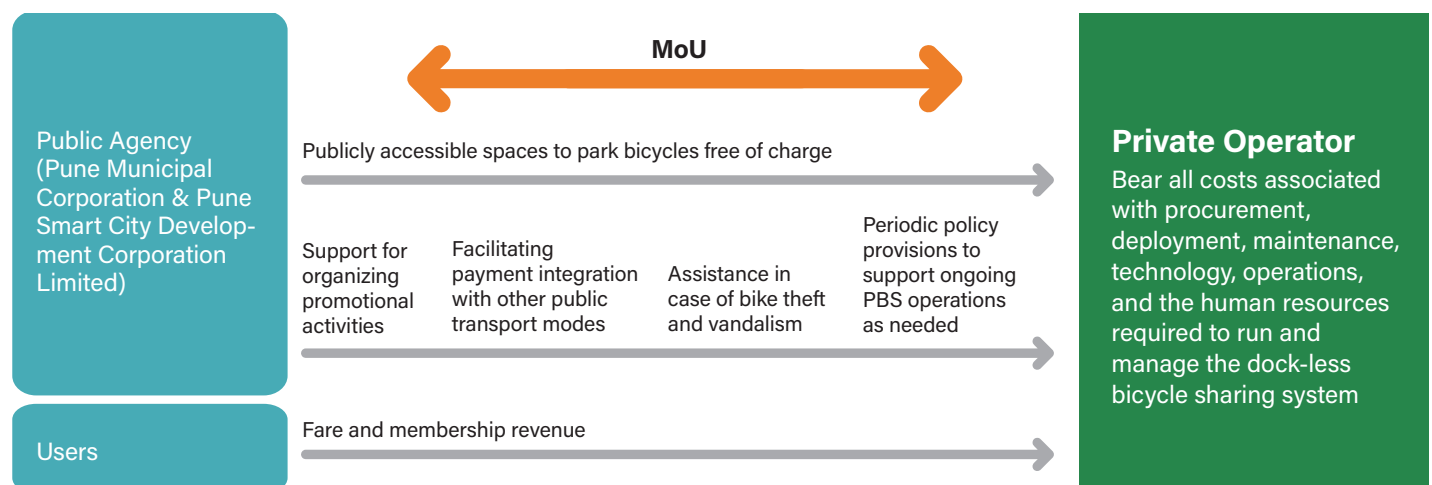 Public Agency
(Pune Municipal
Corporation & Pune
Smart City Develop-
ment Corporation
Limited)
MoU
Publicly accessible spaces to park bicycles free of charge
Support for
organizing
promotional
activities
Facilitating
payment integration
with other public
transport modes
Assistance in
case of bike theft
and vandalism
Periodic policy
provisions to
support ongoing
PBS operations
as needed
Users
Fare and membership revenue
Private Operator
Bear all costs associated
with procurement,
deployment, maintenance,
technology, operations,
and the human resources
required to run and
manage the dock-less
bicycle sharing system